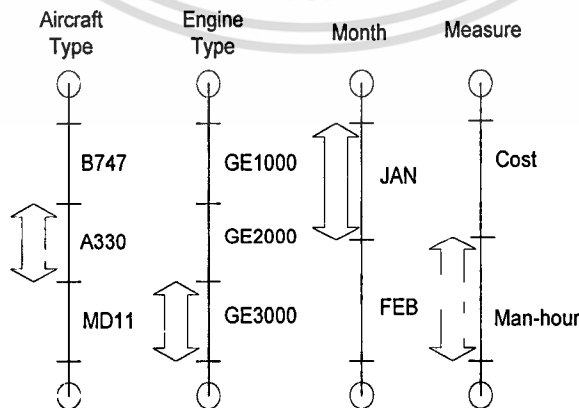 Aircraft
Type
Engine
Type
Month
Measure
B747
A330
MD11
GE1000
GE2000
GE3000
JAN
FEB
Cost
Man-hour